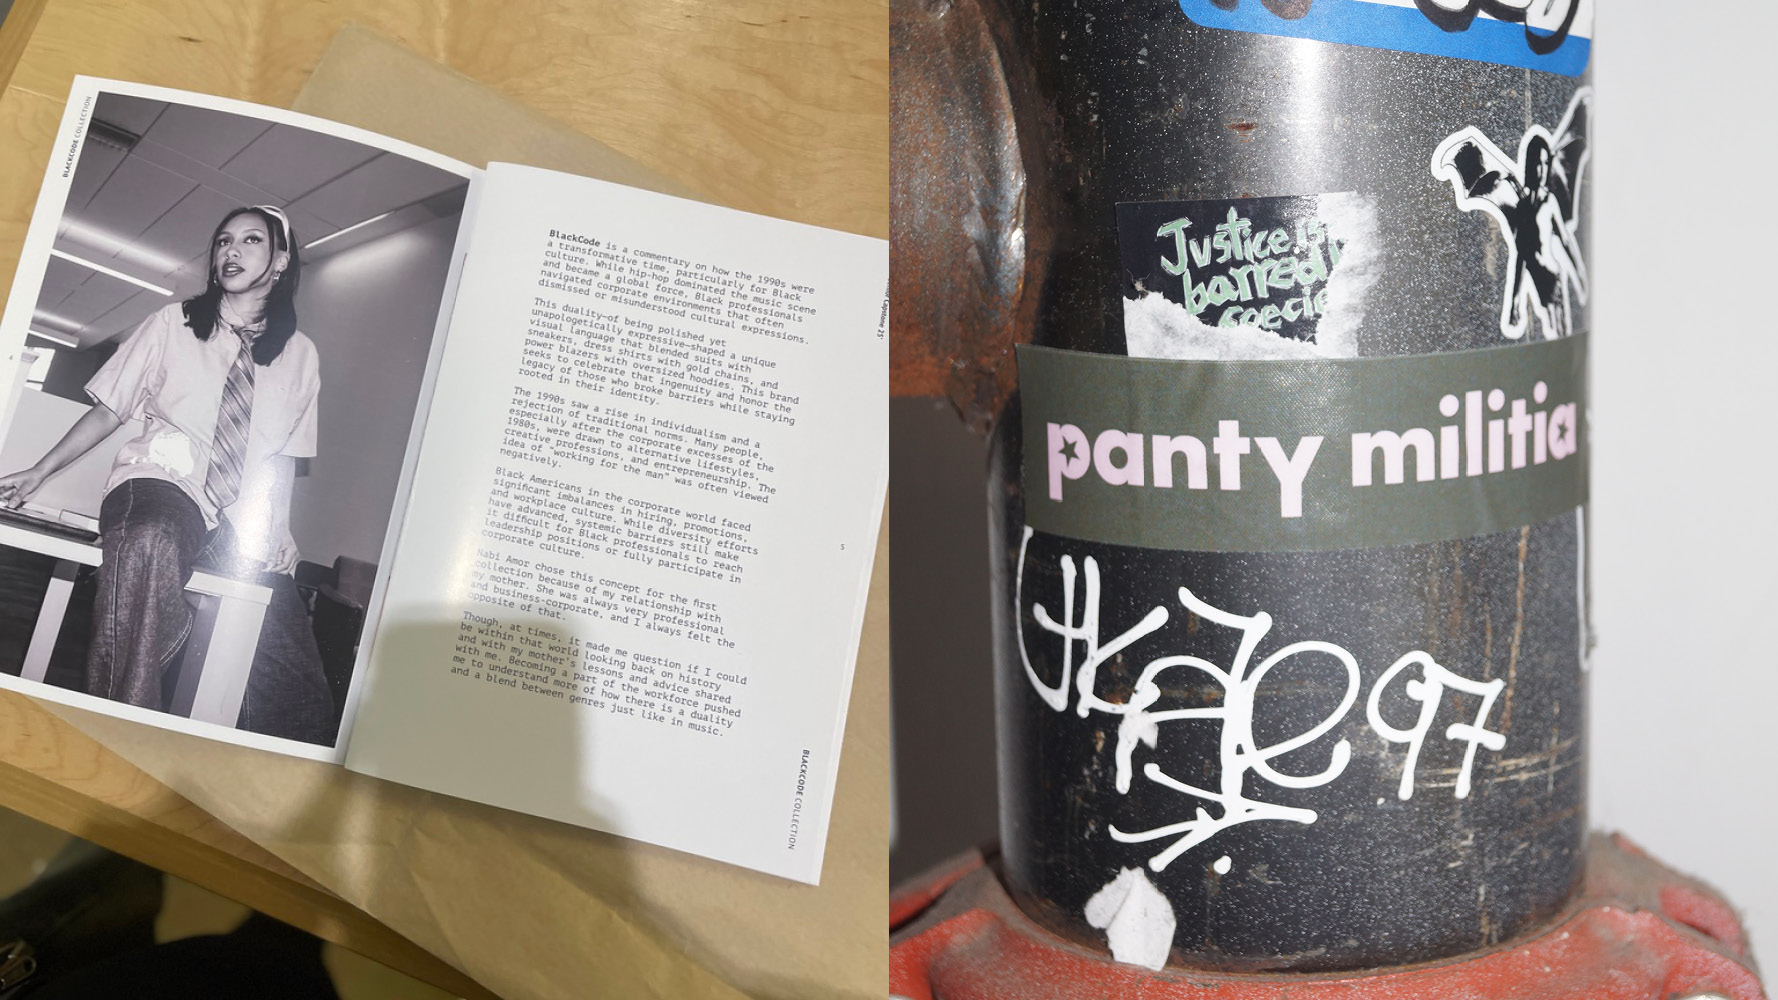 BLACKCODE COLLECTION
4
BlackCode is a commentary on how the 1990s were
a transformative time, particularly for Black
culture. While hip-hop dominated the music scene
and became a global force, Black professionals
navigated corporate environments that often
dismissed or misunderstood cultural expressions.
This duality—of being polished yet
unapologetically expressive—shaped a unique
visual language that blended suits with
sneakers, dress shirts with gold chains, and
power blazers with oversized hoodies. This brand
seeks to celebrate that ingenuity and honor the
legacy of those who broke barriers while staying
rooted in their identity.
The 1990s saw a rise in individualism and a
rejection of traditional norms. Many people,
especially after the corporate excesses of the
1980s, were drawn to alternative lifestyles,
creative professions, and entrepreneurship. The
idea of "working for the man" was often viewed
negatively.
Black Americans in the corporate world faced
significant imbalances in hiring, promotions,
and workplace culture. While diversity efforts
have advanced, systemic barriers still make
it difficult for Black professionals to reach
leadership positions or fully participate in
corporate culture.
Nabi Amor chose this concept for the first
collection because of my relationship with
my mother. She was always very professional
and business-corporate, and I always felt the
opposite of that.
Though, at times, it made me question if I could
be within that world looking back on history
and with my mother's lessons and advice shared
with me. Becoming a part of the workforce pushed
me to understand more of how there is a duality
and a blend between genres just like in music.
Capstone 25'
5
BLACKCODE COLLECTION
Justice is
barred
panty militia
97